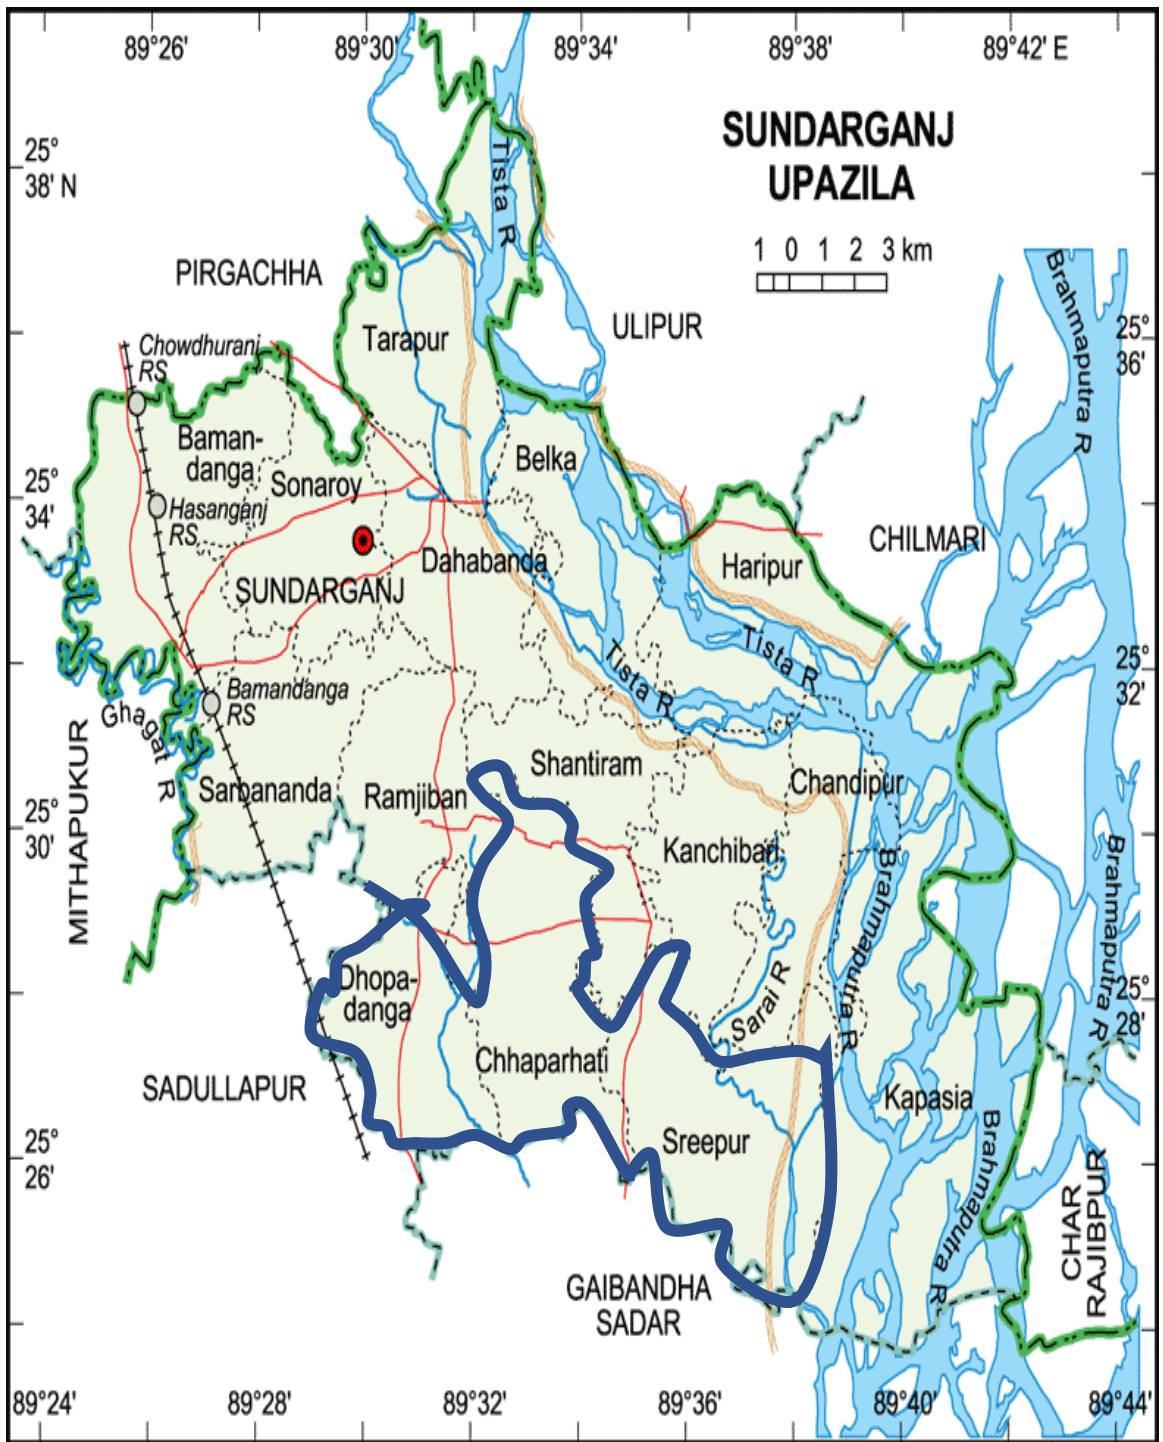 89°26'
89°30'
89°34'
89°38'
89°42' E
SUNDARGANJ
UPAZILA
1 0 1 2 3 km
25°
38' N
Tista R
PIRGACHHA
ULIPUR
Brahmaputra R
Tarapur
25°
36'
Chowdhurani
RS
Baman-
danga
Belka
Sonaroy
25°
34'
Hasanganj
RS
CHILMARI
Dahabanda
Haripur
SUNDARGANJ
Tista R
Tista R
25°
32'
Bamandanga
RS
Ghagat R
MITHAPUKUR
Shantiram
Sarbananda
Ramjiban
Chandipur
25°
30'
Kanchibari
Brahmaputra R
Brahmaputra R
Dhopa-
danga
Sarai R
25°
28'
Chhaparhati
SADULLAPUR
Kapasia
Sreepur
25°
26'
Brahmaputra R
CHAR
RAJIBPUR
GAIBANDHA
SADAR
89°24'
89°28'
89°32'
89°36'
89°40'
89°44'